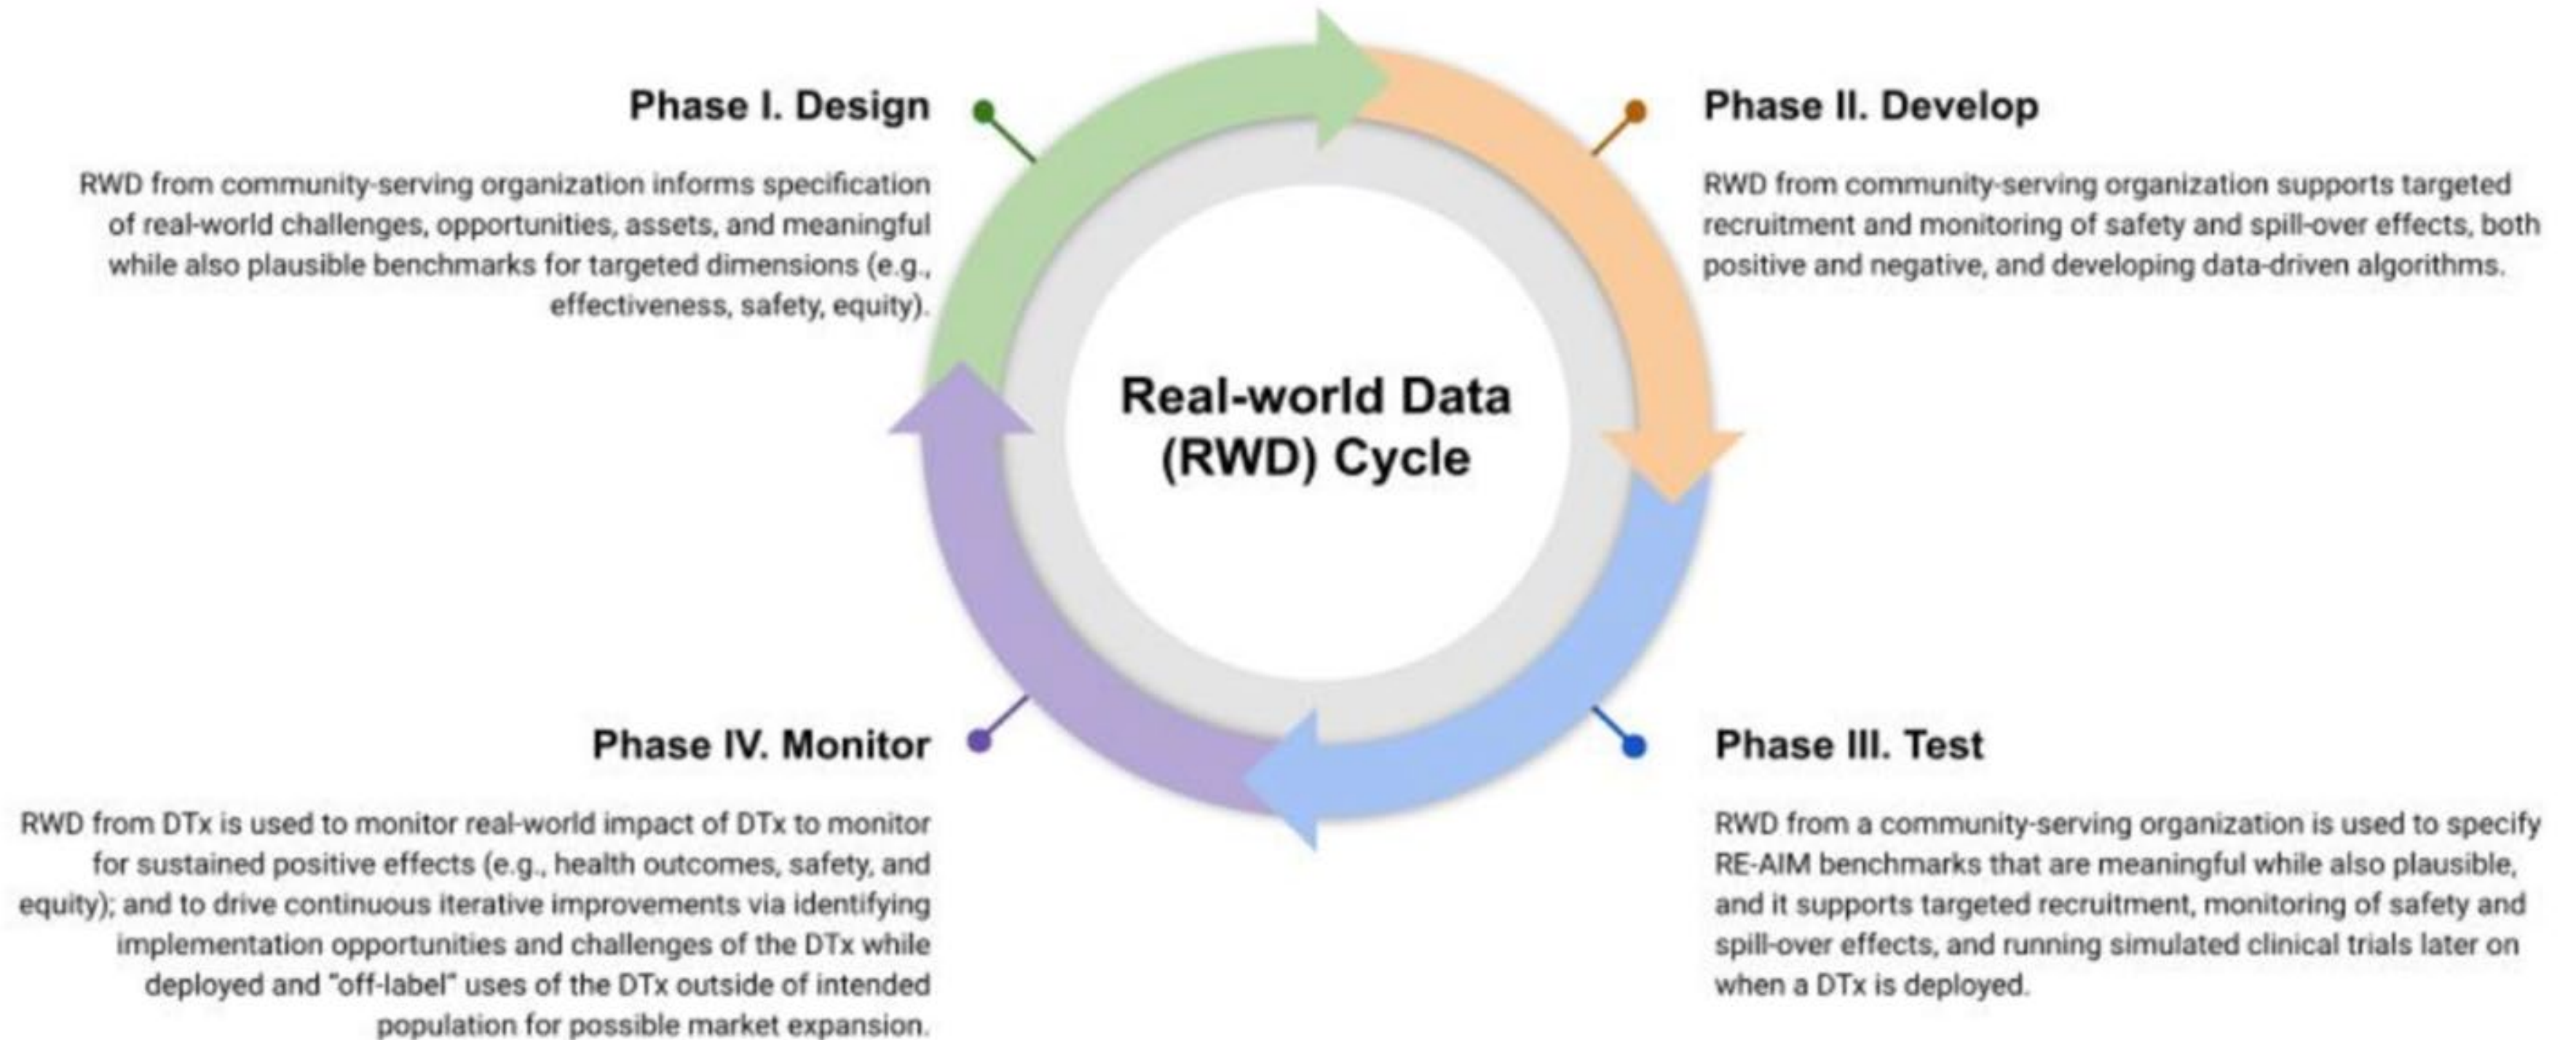 Phase I. Design
RWD from community-serving organization informs specification
of real-world challenges, opportunities, assets, and meaningful
while also plausible benchmarks for targeted dimensions (e.g.,
effectiveness, safety, equity).
Phase II. Develop
RWD from community-serving organization supports targeted
recruitment and monitoring of safety and spill-over effects, both
positive and negative, and developing data-driven algorithms.
Real-world Data
(RWD) Cycle
Phase III. Test
RWD from a community-serving organization is used to specify
RE-AIM benchmarks that are meaningful while also plausible,
and it supports targeted recruitment, monitoring of safety and
spill-over effects, and running simulated clinical trials later on
when a DTx is deployed.
Phase IV. Monitor
RWD from DTx is used to monitor real-world impact of DTx to monitor
for sustained positive effects (e.g., health outcomes, safety, and
equity); and to drive continuous iterative improvements via identifying
implementation opportunities and challenges of the DTx while
deployed and "off-label" uses of the DTx outside of intended
population for possible market expansion.